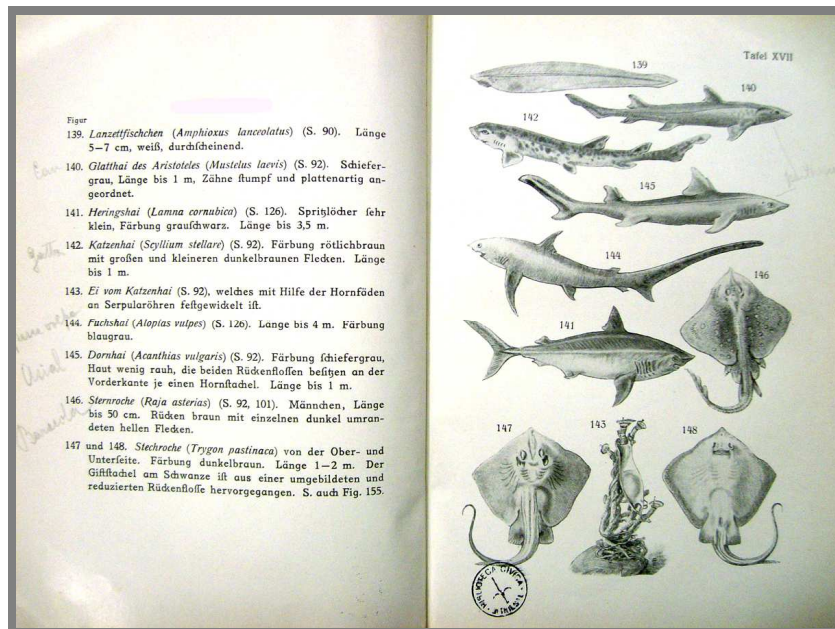 Figur
139. Lanzettfischchen (Amphioxus lanceolatus) (S. 90). Länge
5–7 cm, weiß, durchſcheinend.
140. Glatthai des Aristoteles (Mustelus laevis) (S. 92). Schiefer-
grau, Länge bis 1 m, Zähne ſtumpf und plattenartig an-
geordnet.
141. Heringshai (Lamna cornubica) (S. 126). Spritzlöcher ſehr
klein, Färbung grauſchwarz. Länge bis 3,5 m.
142. Katzenhai (Scyllium stellare) (S. 92). Färbung rötlichbraun
mit großen und kleineren dunkelbraunen Flecken. Länge
bis 1 m.
143. Ei vom Katzenhai (S. 92), welches mit Hilfe der Hornfäden
an Serpularöhren feſtgewickelt iſt.
144. Fuchshai (Alopias vulpes) (S. 126). Länge bis 4 m. Färbung
blaugrau.
145. Dornhai (Acanthias vulgaris) (S. 92). Färbung ſchiefergrau,
Haut wenig rauh, die beiden Rückenfloſſen beſitzen an der
Vorderkante je einen Hornſtachel. Länge bis 1 m.
146. Sternroche (Raja asterias) (S. 92, 101). Männchen, Länge
bis 50 cm. Rücken braun mit einzelnen dunkel umran-
deten hellen Flecken.
147 und 148. Stechroche (Trygon pastinaca) von der Ober- und
Unterſeite. Färbung dunkelbraun. Länge 1–2 m. Der
Giftſtachel am Schwanze iſt aus einer umgebildeten und
reduzierten Rückenfloſſe hervorgegangen. S. auch Fig. 155.
Tafel XVII
139
140
142
145
144
146
141
147
143
148
BIBLIOTECA CIVICA
TRIESTE